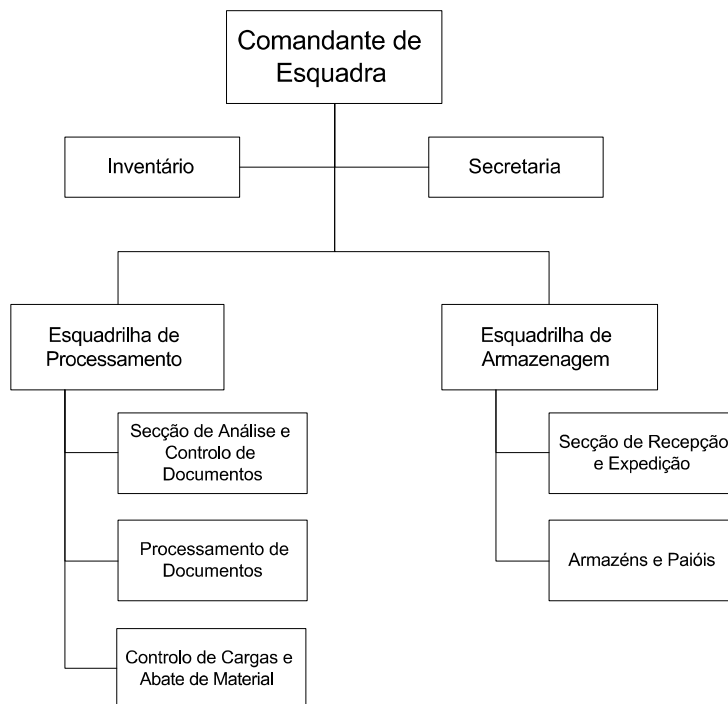 Comandante de
Esquadra
Inventário
Secretaria
Esquadrilha de
Processamento
Esquadrilha de
Armazenagem
Secção de Análise e
Controlo de
Documentos
Secção de Recepção
e Expedição
Processamento de
Documentos
Armazéns e Paióis
Controlo de Cargas e
Abate de Material